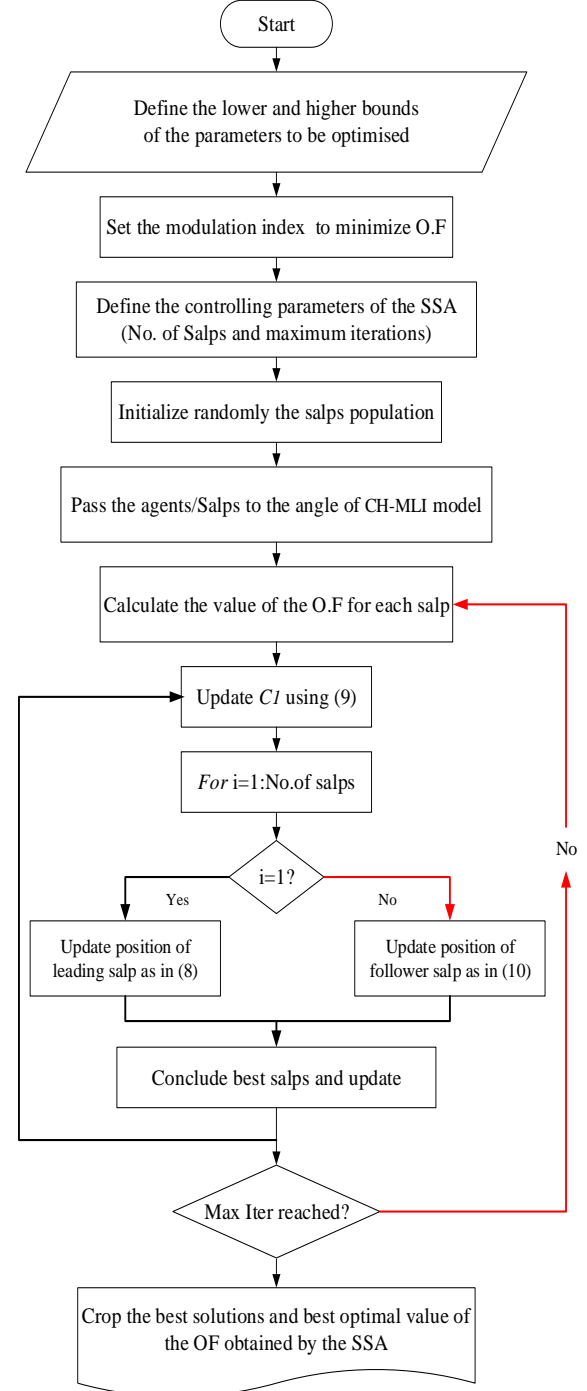 Start
Define the lower and higher bounds
of the parameters to be optimised
Set the modulation index to minimize O.F
Define the controlling parameters of the SSA
(No. of Salps and maximum iterations)
Initialize randomly the salps population
Pass the agents/Salps to the angle of CH-MLI model
Calculate the value of the O.F for each salp
Update C1 using (9)
For i=1:No.of salps
i=1?
Yes
No
Update position of
leading salp as in (8)
Update position of
follower salp as in (10)
Conclude best salps and update
Max Iter reached?
No
Crop the best solutions and best optimal value of
the OF obtained by the SSA